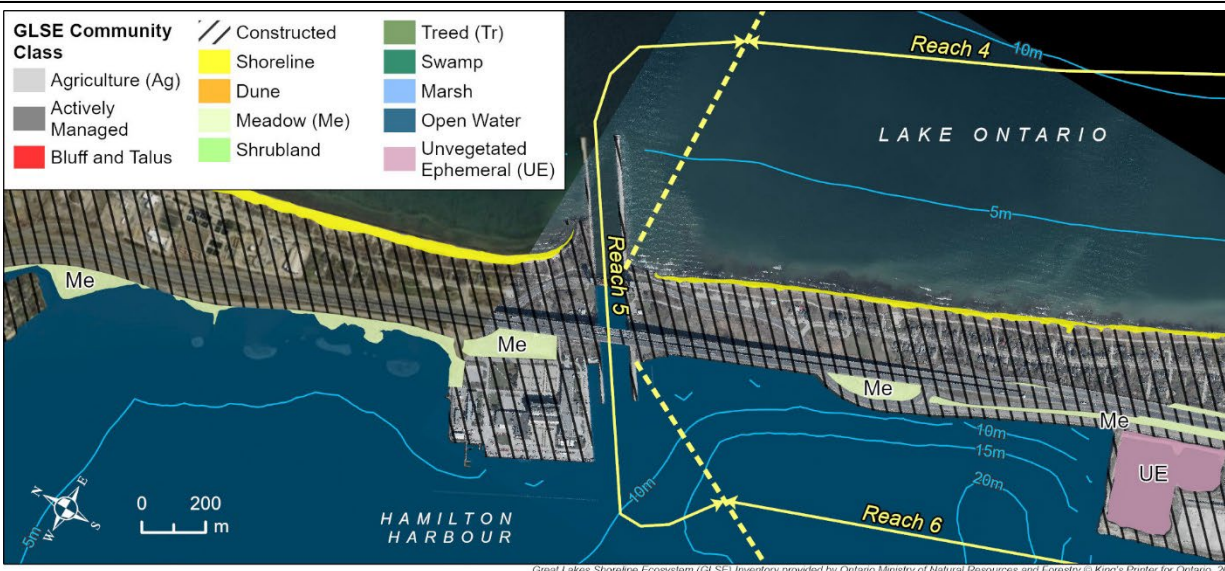 GLSE Community
Class
Agriculture (Ag)
Actively
Managed
Bluff and Talus
Constructed
Shoreline
Dune
Meadow (Me)
Shrubland
Treed (Tr)
Swamp
Marsh
Open Water
Unvegetated
Ephemeral (UE)
Reach 4
10m
LAKE ONTARIO
5m
Reach 5
Me
Me
Me
Me
10m
15m
20m
UE
10m
Reach 6
HAMILTON
HARBOUR
N
E
W
S
0 200
m
5m
Great Lakes Shoreline Ecosystem (GLSE) Inventory provided by Ontario Ministry of Natural Resources and Forestry © King's Printer for Ontario, 20